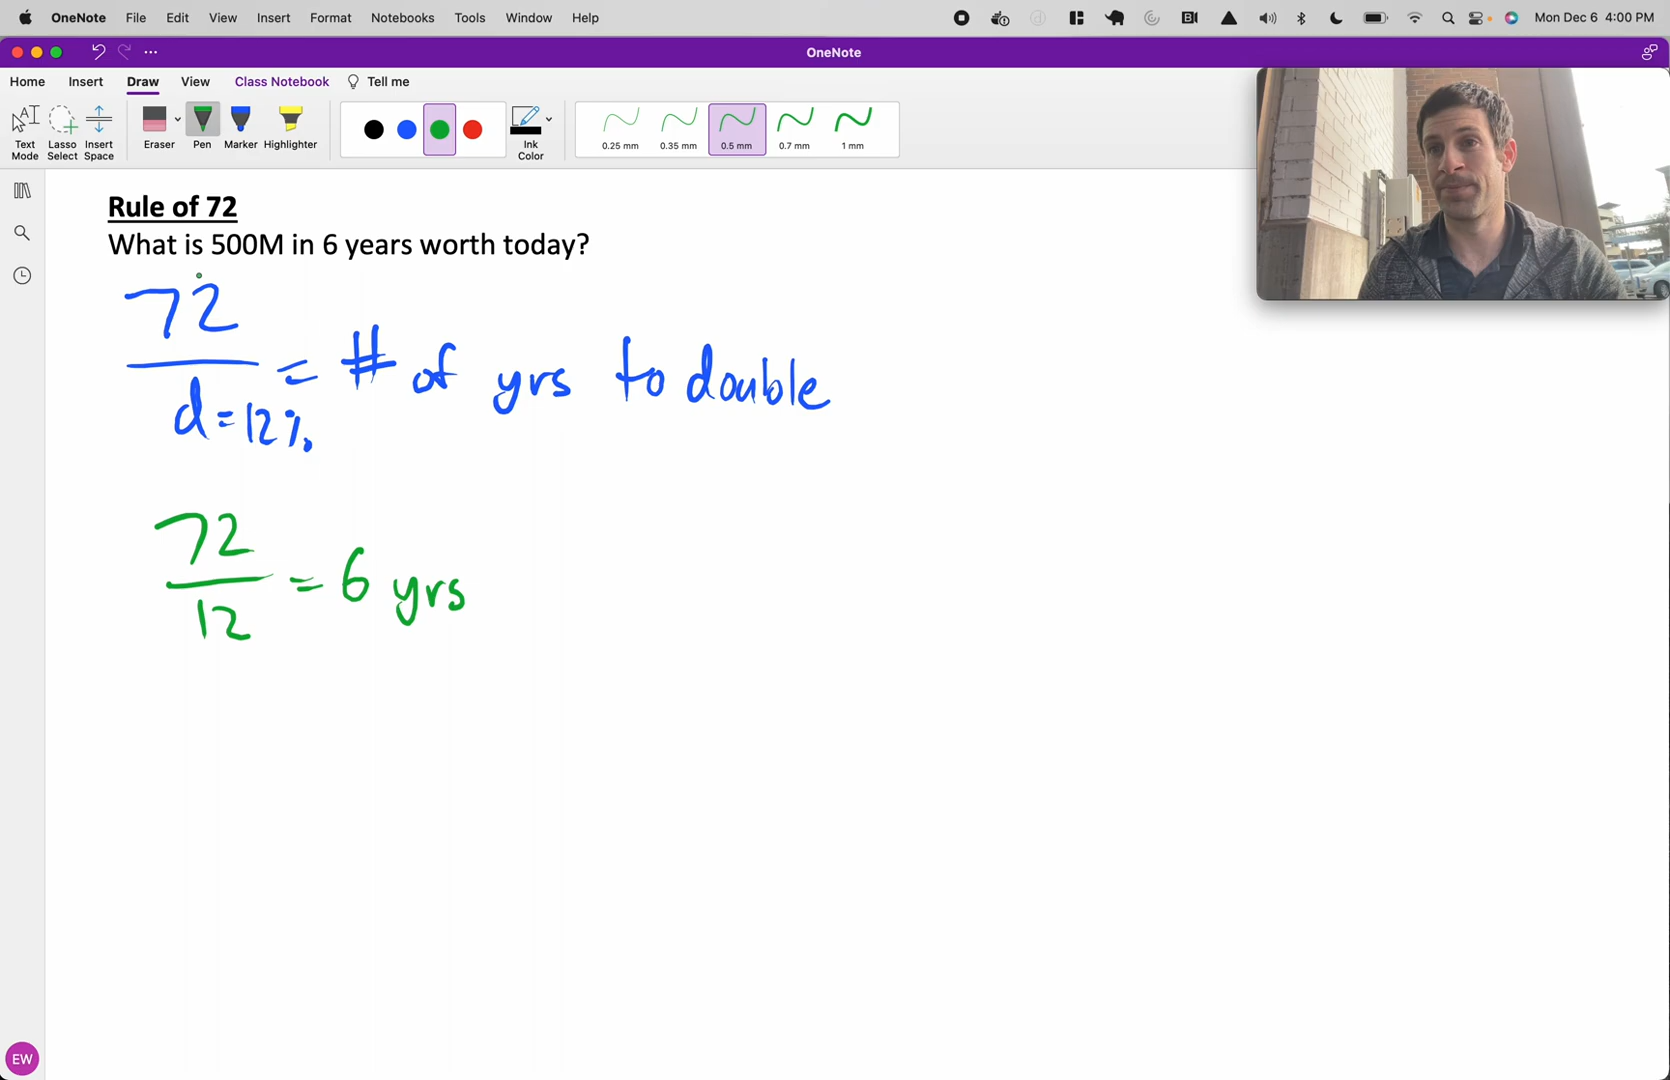 OneNote File Edit View Insert Format Notebooks Tools Window Help Mon Dec 6 4:00 PM
OneNote
Home Insert Draw View Class Notebook Tell me
Text Mode Lasso Select Insert Space Eraser Pen Marker Highlighter Ink Color 0.25 mm 0.35 mm 0.5 mm 0.7 mm 1 mm
Rule of 72
What is 500M in 6 years worth today?
72
= # of yrs to double
d=12%
72
= 6 yrs
12
EW